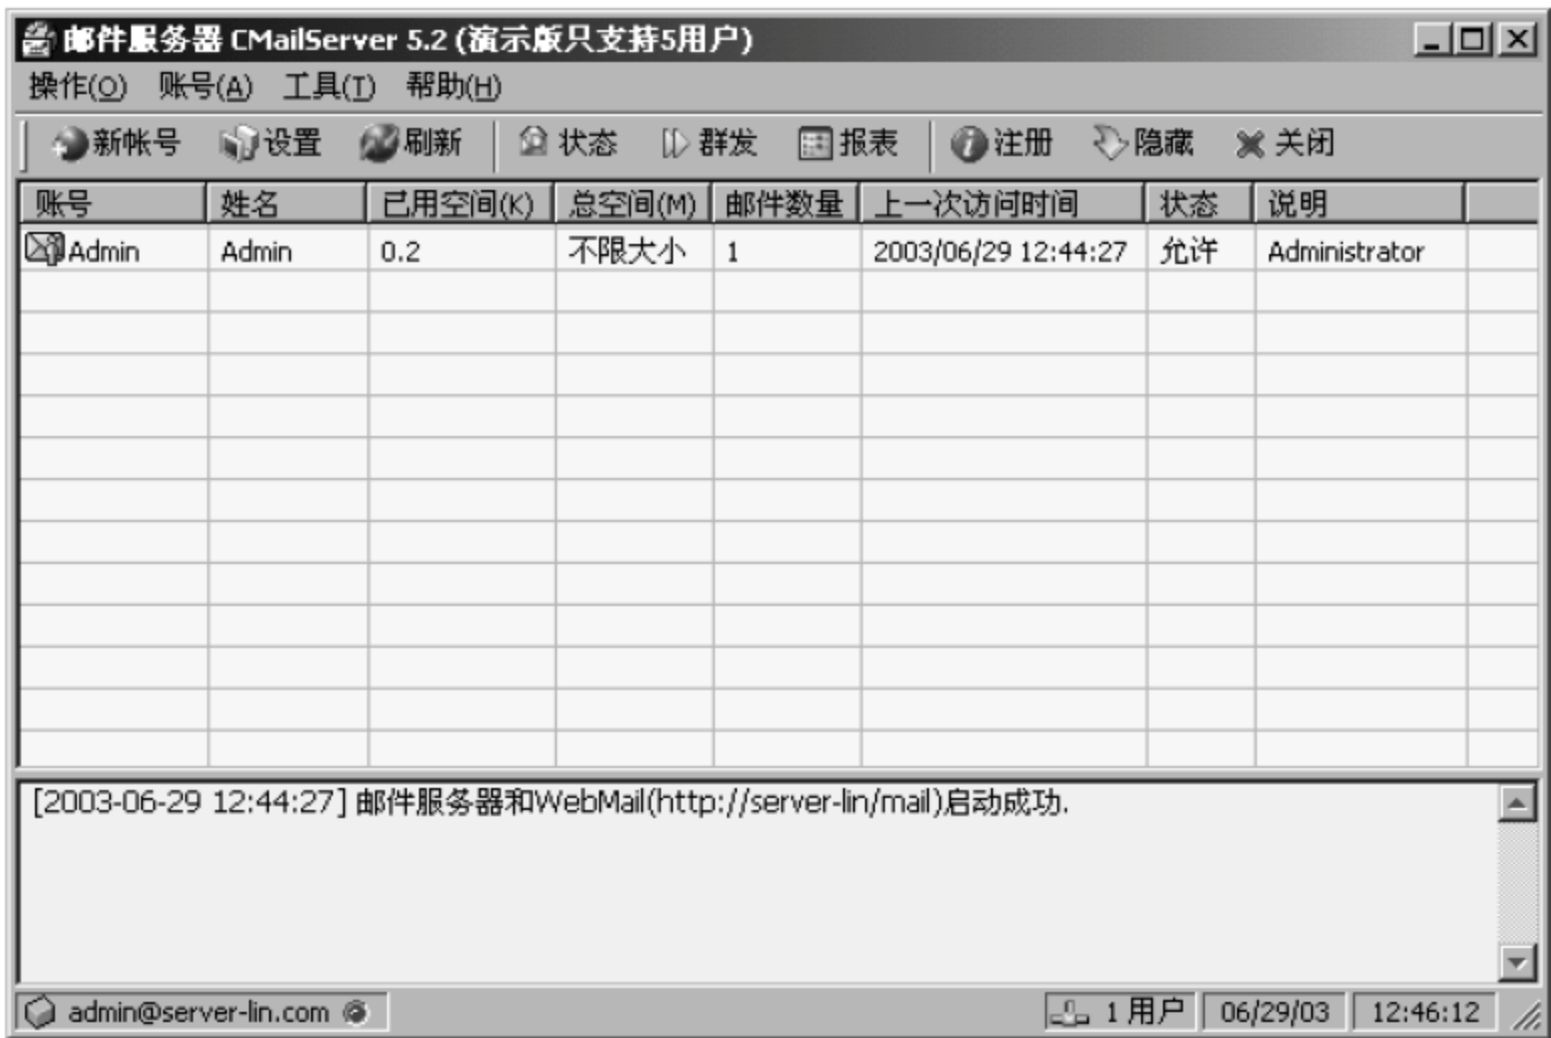 邮件服务器 CMailServer 5.2 (演示版只支持5用户)
操作(O) 账号(A) 工具(T) 帮助(H)
新帐号 设置 刷新 状态 群发 报表 注册 隐藏 关闭
账号 姓名 已用空间(K) 总空间(M) 邮件数量 上一次访问时间 状态 说明
Admin Admin 0.2 不限大小 1 2003/06/29 12:44:27 允许 Administrator
[2003-06-29 12:44:27] 邮件服务器和WebMail(http://server-lin/mail)启动成功.
admin@server-lin.com 1 用户 06/29/03 12:46:12